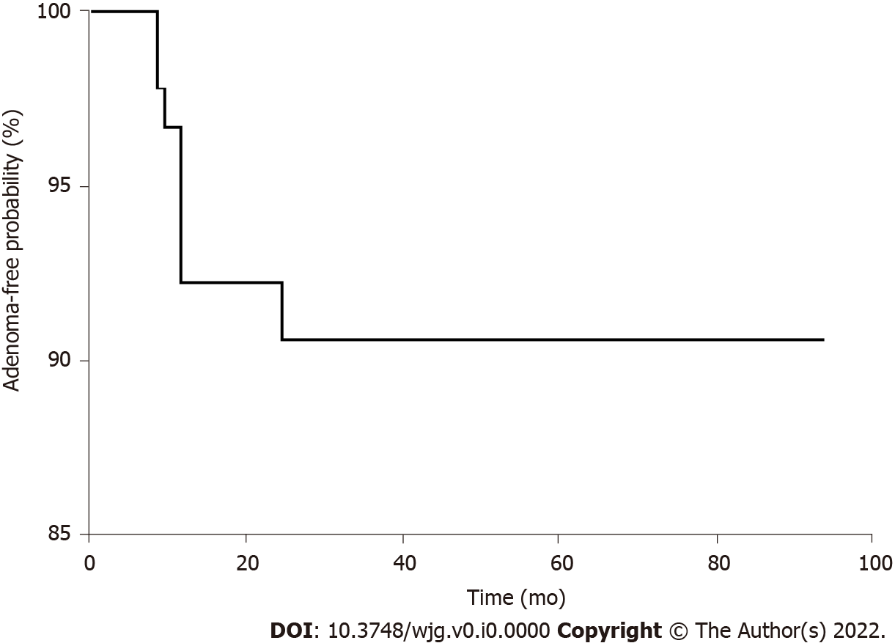 100
95
90
85
Adenoma-free probability (%)
0 20 40 60 80 100
Time (mo)
DOI: 10.3748/wjg.v0.i0.0000 Copyright © The Author(s) 2022.